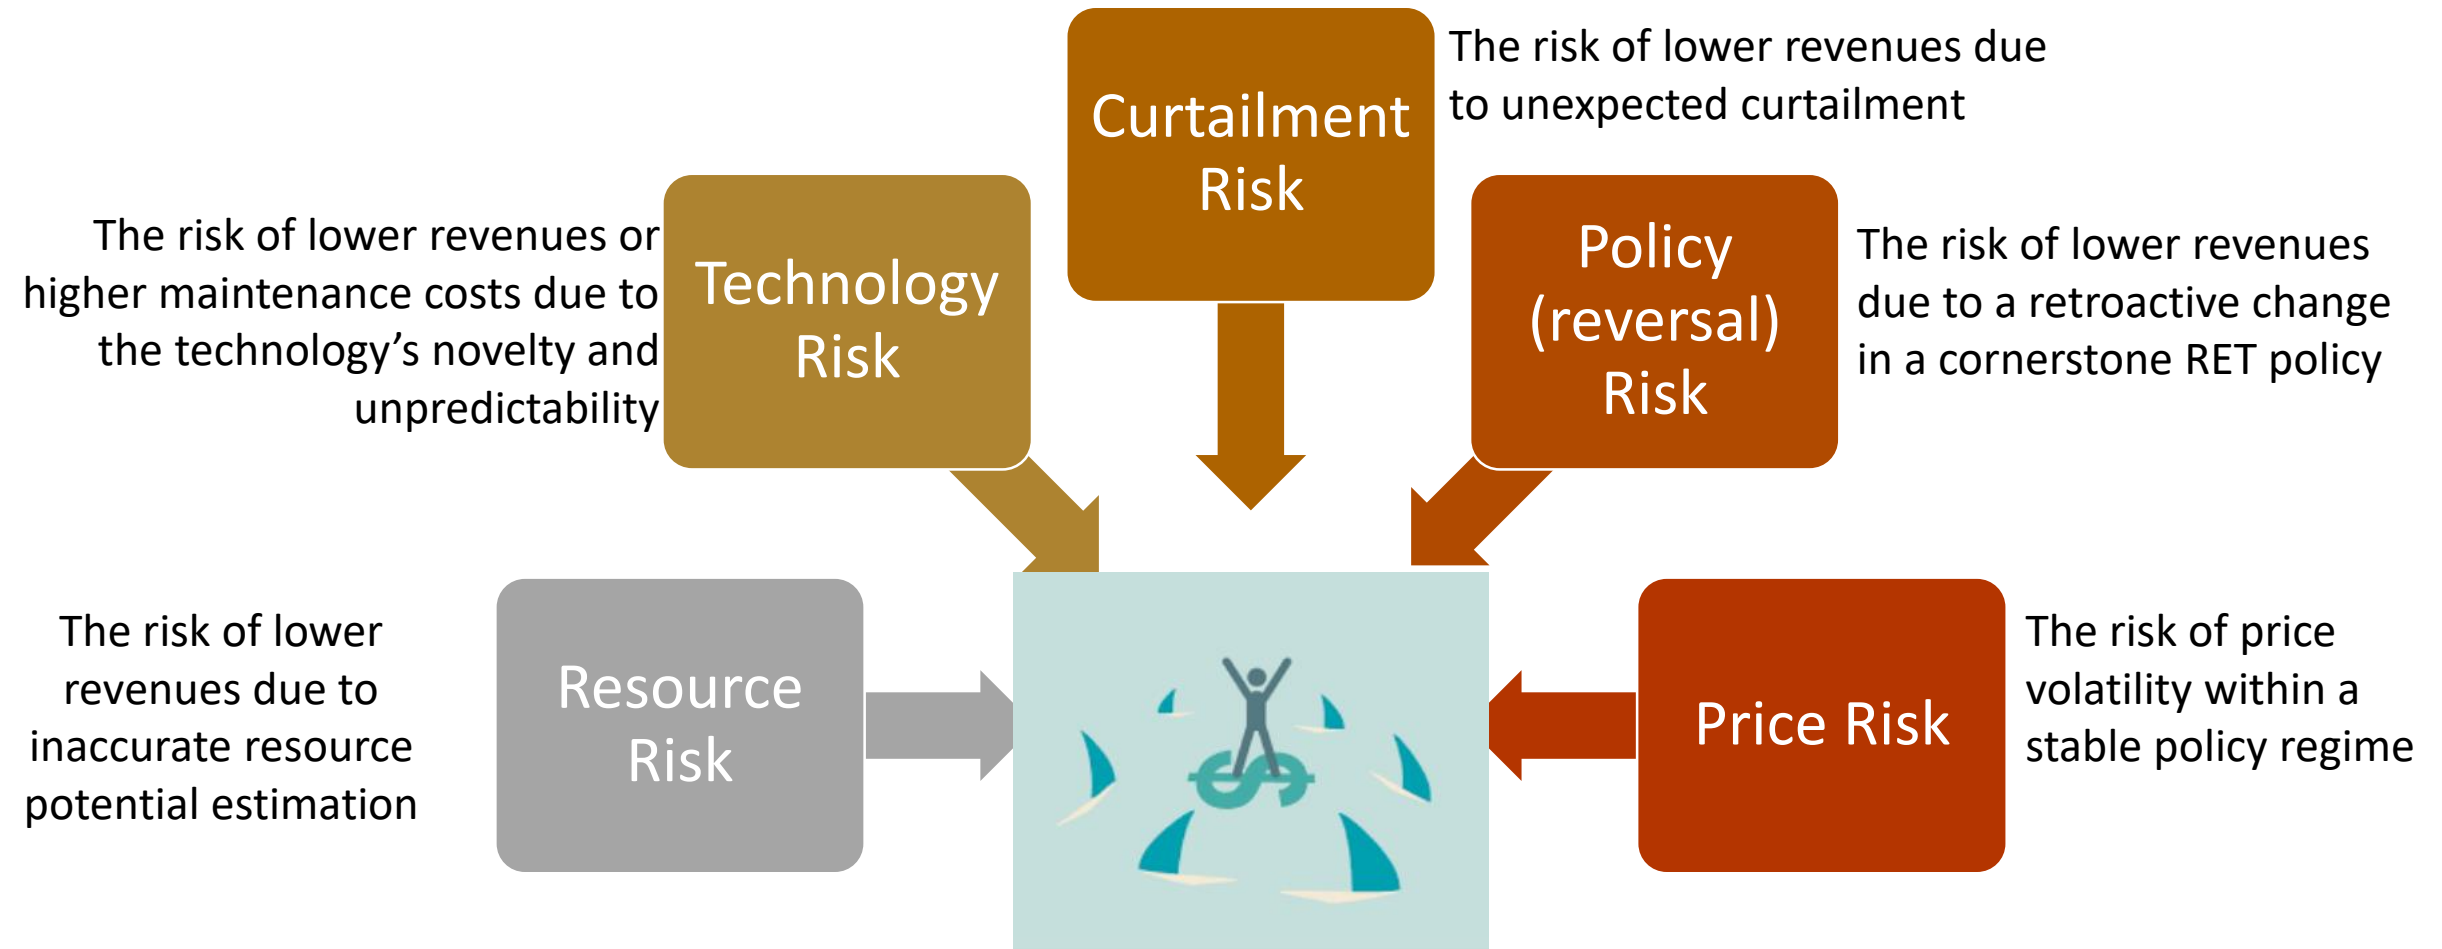 Curtailment
Risk
The risk of lower revenues due
to unexpected curtailment
The risk of lower revenues or
higher maintenance costs due to
the technology’s novelty and
unpredictability
Technology
Risk
Policy
(reversal)
Risk
The risk of lower revenues
due to a retroactive change
in a cornerstone RET policy
The risk of lower
revenues due to
inaccurate resource
potential estimation
Resource
Risk
$
Price Risk
The risk of price
volatility within a
stable policy regime